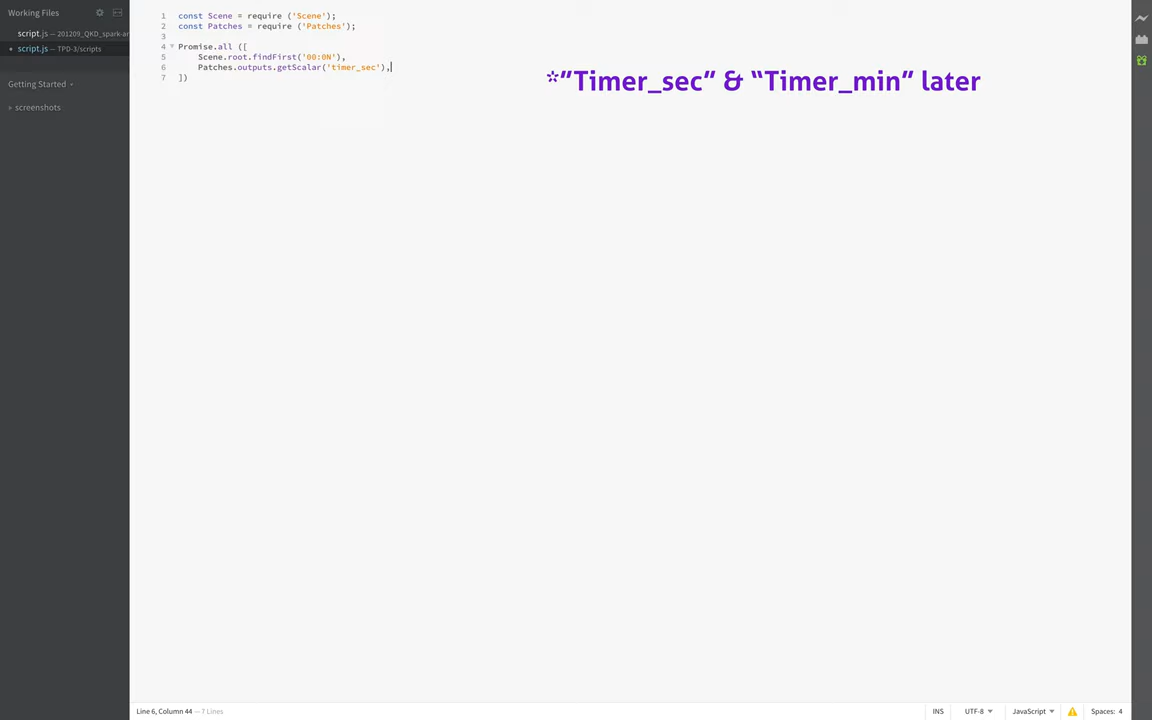 Working Files
script.js — 201209_QKD_spark-ar
script.js — TPD-3/scripts
Getting Started
screenshots
1 const Scene = require ('Scene');
2 const Patches = require ('Patches');
3
4 Promise.all ([
5 Scene.root.findFirst('00:0N'),
6 Patches.outputs.getScalar('timer_sec'),
7 ])
*”Timer_sec” & “Timer_min” later
Line 6, Column 44 — 7 Lines
INS UTF-8 JavaScript Spaces: 4